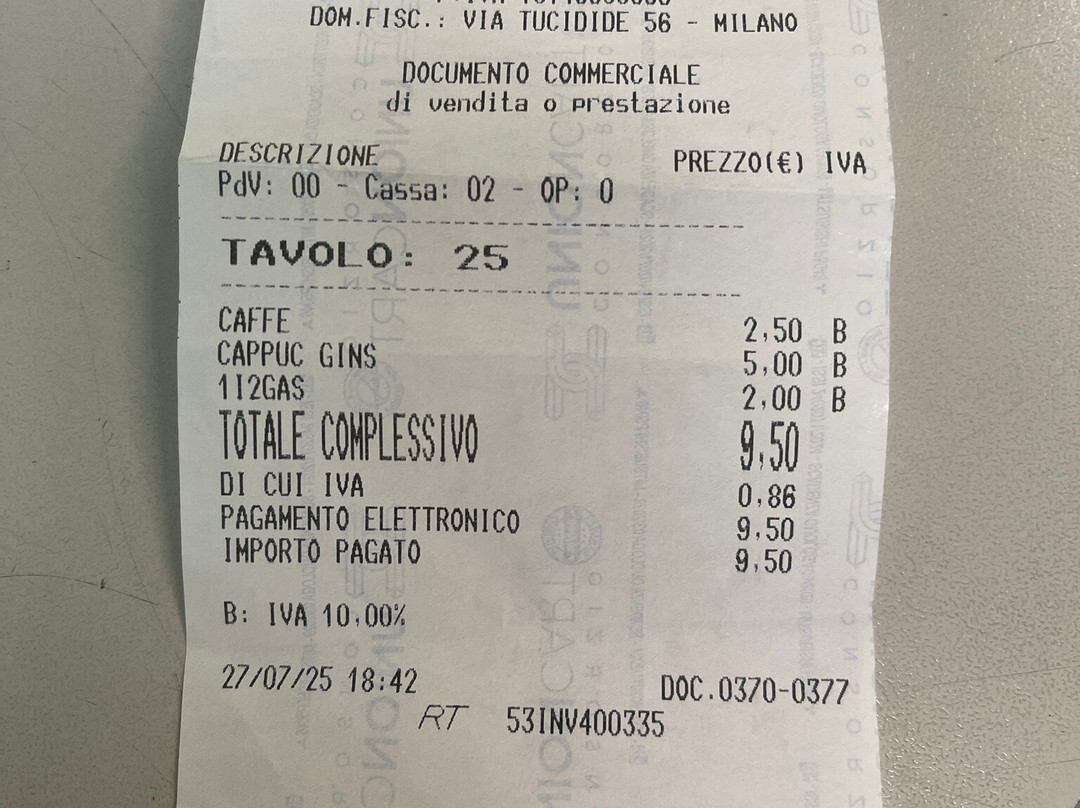 DOM.FISC.: VIA TUCIDIDE 56 - MILANO
DOCUMENTO COMMERCIALE
di vendita o prestazione
DESCRIZIONE PREZZO(€) IVA
PdV: 00 - Cassa: 02 - OP: 0
TAVOLO: 25
CAFFE 2,50 B
CAPPUC GINS 5,00 B
1I2GAS 2,00 B
TOTALE COMPLESSIVO 9,50
DI CUI IVA 0,86
PAGAMENTO ELETTRONICO 9,50
IMPORTO PAGATO 9,50
B: IVA 10,00%
27/07/25 18:42 DOC.0370-0377
RT 53INV400335